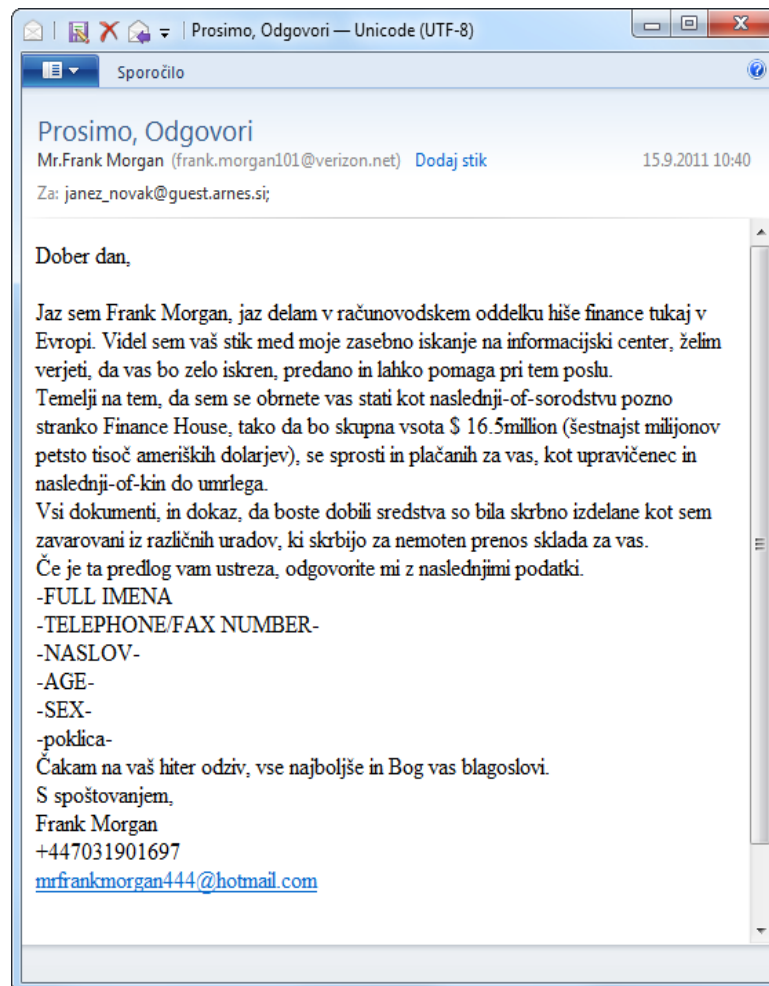 Prosimo, Odgovori — Unicode (UTF-8)
Sporočilo
Prosimo, Odgovori
Mr.Frank Morgan (frank.morgan101@verizon.net) Dodaj stik 15.9.2011 10:40
Za: janez_novak@guest.arnes.si;
Dober dan,
Jaz sem Frank Morgan, jaz delam v računovodskem oddelku hiše finance tukaj v
Evropi. Videl sem vaš stik med moje zasebno iskanje na informacijski center, želim
verjeti, da vas bo zelo iskren, predano in lahko pomaga pri tem poslu.
Temelji na tem, da sem se obrnete vas stati kot naslednji-of-sorodstvu pozno
stranko Finance House, tako da bo skupna vsota $ 16.5million (šestnajst milijonov
petsto tisoč ameriških dolarjev), se sprosti in plačanih za vas, kot upravičenec in
naslednji-of-kin do umrlega.
Vsi dokumenti, in dokaz, da boste dobili sredstva so bila skrbno izdelane kot sem
zavarovani iz različnih uradov, ki skrbijo za nemoten prenos sklada za vas.
Če je ta predlog vam ustreza, odgovorite mi z naslednjimi podatki.
-FULL IMENA
-TELEPHONE/FAX NUMBER-
-NASLOV-
-AGE-
-SEX-
-poklica-
Čakam na vaš hiter odziv, vse najboljše in Bog vas blagoslovi.
S spoštovanjem,
Frank Morgan
+447031901697
mrfrankmorgan444@hotmail.com